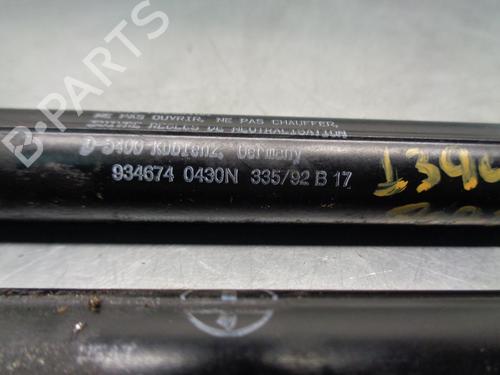 B-PARTS
NE PAS OUVRIR, NE PAS CHAUFFER,
SUIVRE REGLES DE NEUTRALISATION
D-5400 Koblenz, Germany
934674 0430N 335/92 B 17